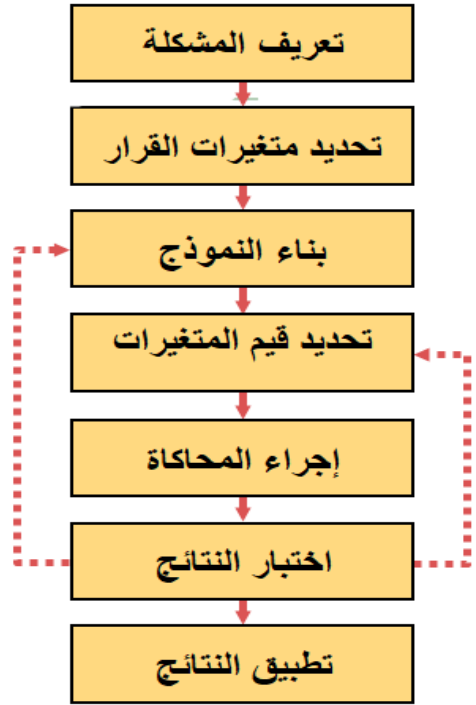 تعريف المشكلة
تحديد متغيرات القرار
بناء النموذج
تحديد قيم المتغيرات
إجراء المحاكاة
اختبار النتائج
تطبيق النتائج